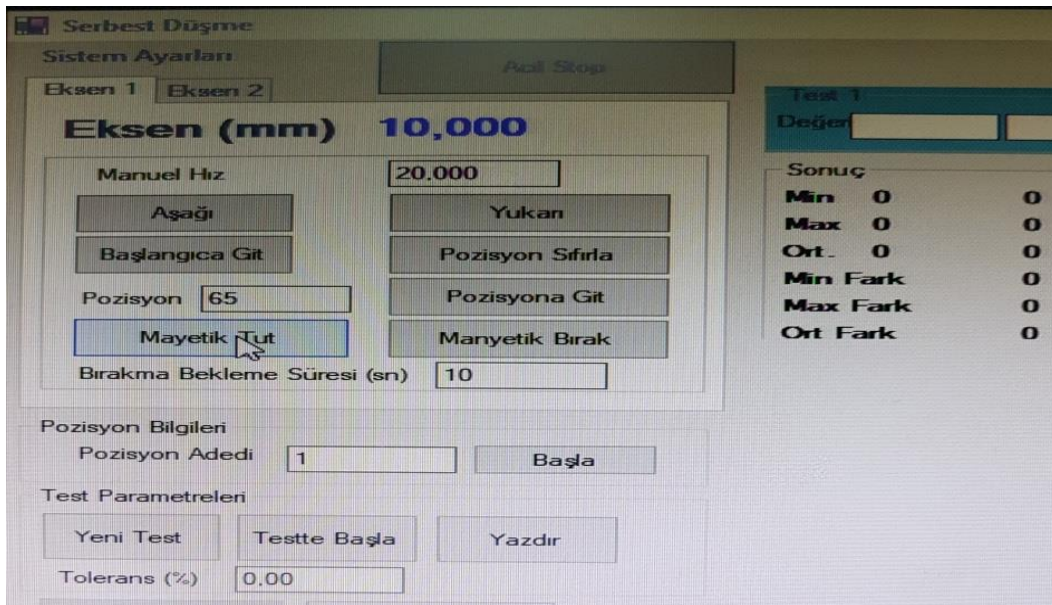 Serbest Düşme
Sistem Ayarları
Acil Stop
Eksen 1 Eksen 2
Eksen (mm) 10,000
Manuel Hız 20.000
Aşağı Yukarı
Başlangıca Git Pozisyon Sıfırla
Pozisyon 65 Pozisyona Git
Mayetik Tut Manyetik Bırak
Bırakma Bekleme Süresi (sn) 10
Pozisyon Bilgileri
Pozisyon Adedi 1 Başla
Test Parametreleri
Yeni Test Testte Başla Yazdır
Tolerans (%) 0.00
Test 1
Değer
Sonuç
Min 0 0
Max 0 0
Ort. 0 0
Min Fark 0
Max Fark 0
Ort Fark 0